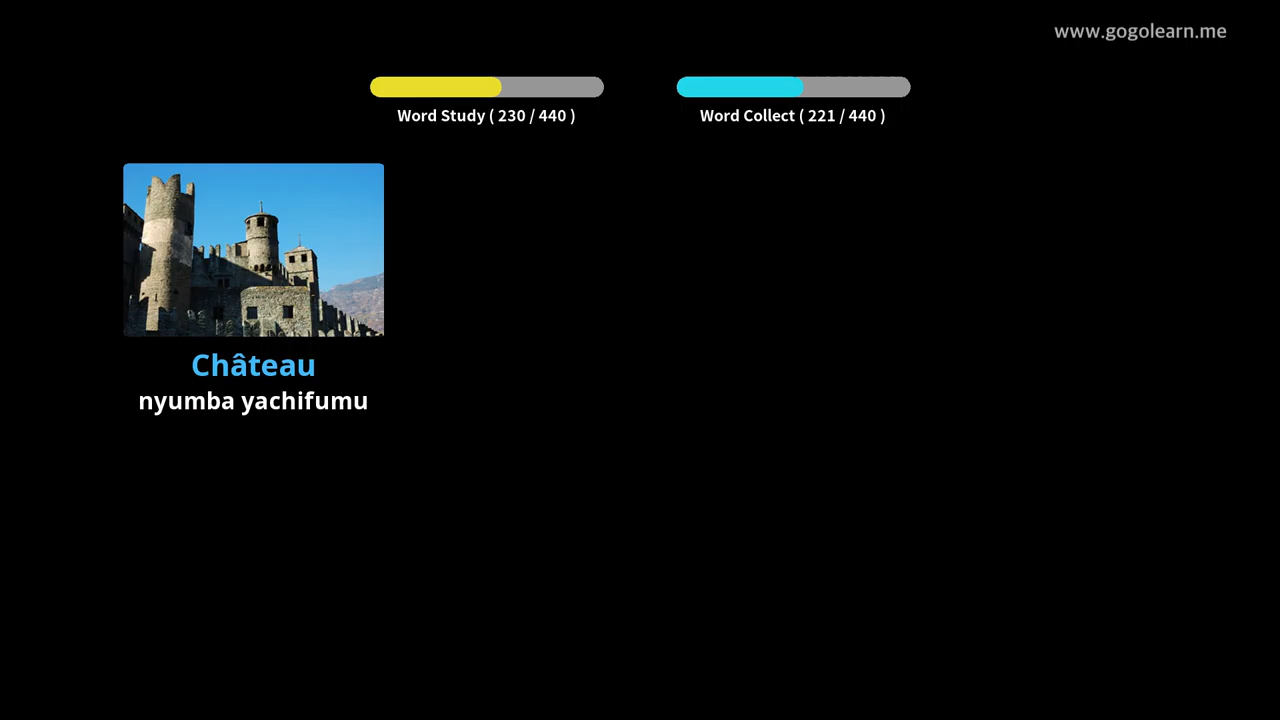 www.gogolearn.me
Word Study ( 230 / 440 )
Word Collect ( 221 / 440 )
Château
nyumba yachifumu